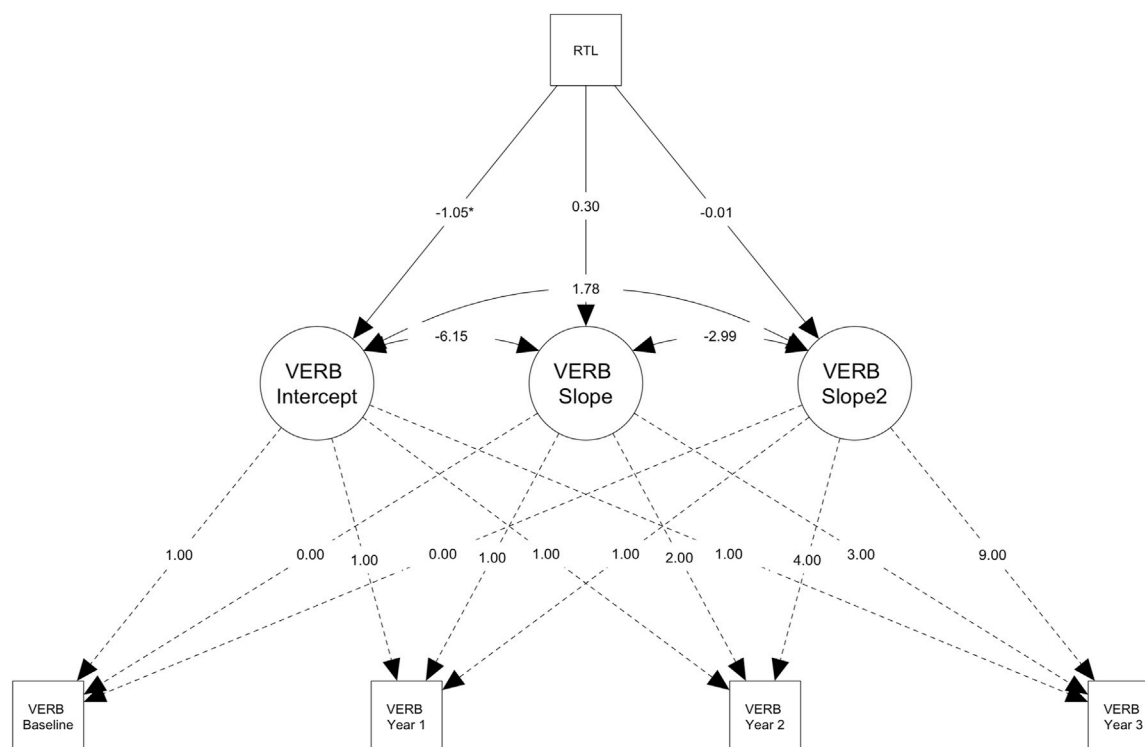 RTL
-1.05*
0.30
-0.01
1.78
-6.15
-2.99
VERB
Intercept
VERB
Slope
VERB
Slope2
1.00
0.00
1.00
0.00
1.00
1.00
1.00
2.00
1.00
4.00
3.00
9.00
VERB
Baseline
VERB
Year 1
VERB
Year 2
VERB
Year 3